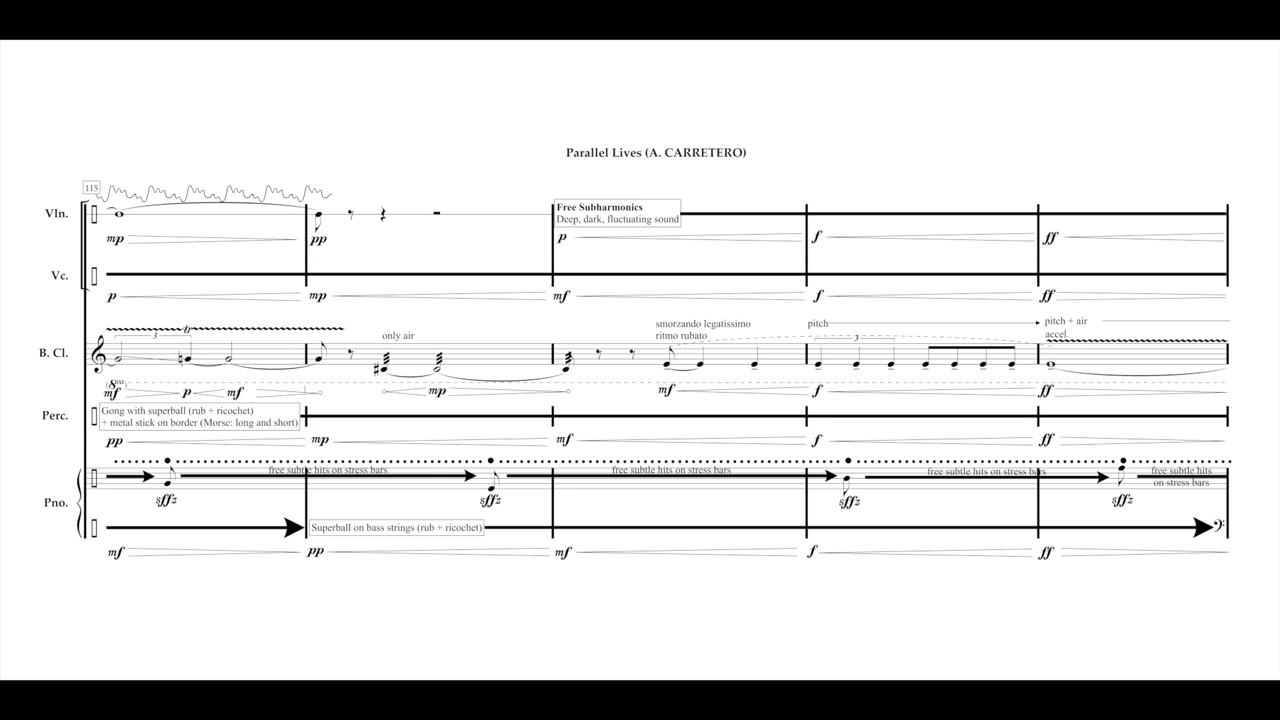 Parallel Lives (A. CARRETERO)
115
Vln.
Free Subharmonics
Deep, dark, fluctuating sound
mp
pp
p
f
ff
Vc.
p
mp
mf
f
ff
smorzando legatissimo
ritmo rubato
pitch
pitch + air
accel.
3
tr
only air
3
B. Cl.
(8va)
mf
p
mf
mp
mf
f
ff
Perc.
Gong with superball (rub + ricochet)
+ metal stick on border (Morse: long and short)
pp
mp
mf
f
ff
free subtle hits on stress bars
free subtle hits on stress bars
free subtle hits on stress bars
free subtle hits
on stress bars
Pno.
sffz
sffz
sffz
sffz
Superball on bass strings (rub + ricochet)
mf
pp
mf
f
ff